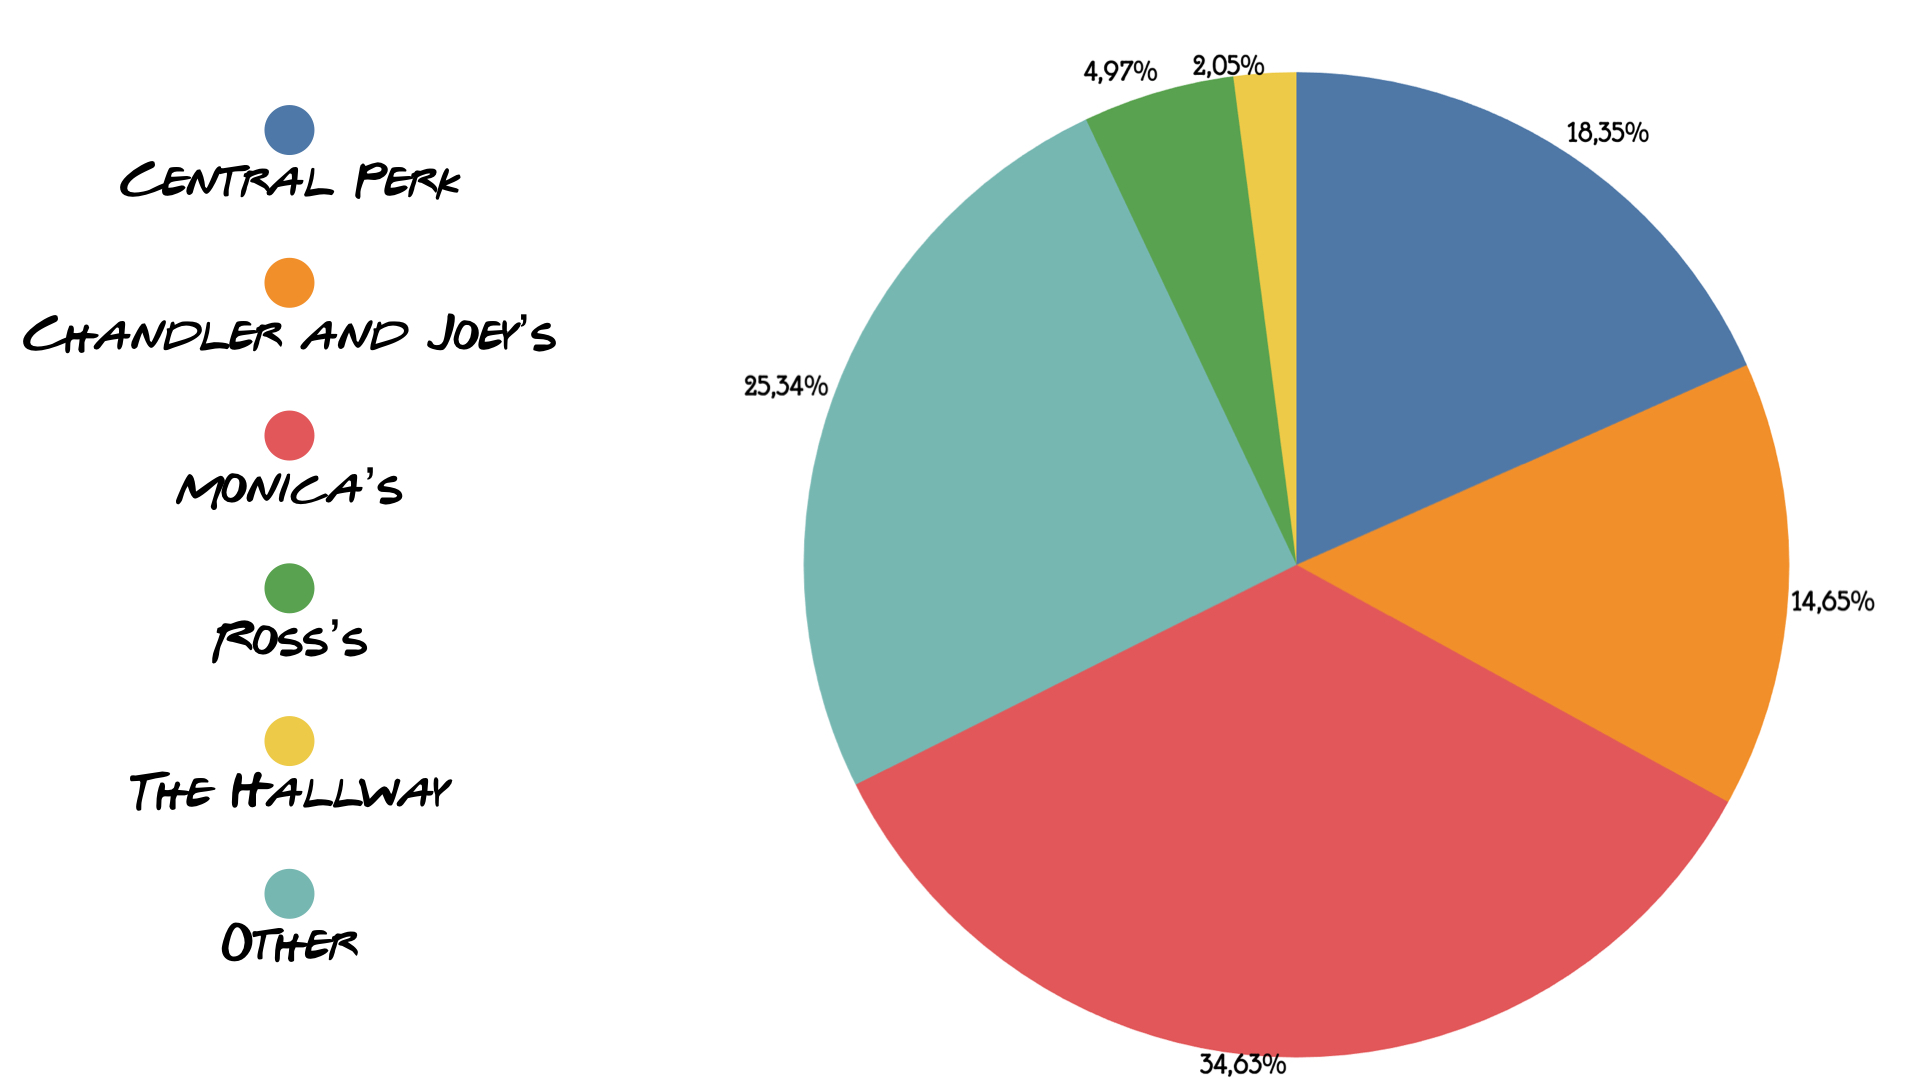 Central Perk
Chandler and Joey's
Monica's
Ross's
The Hallway
Other
4,97%
2,05%
18,35%
25,34%
14,65%
34,63%